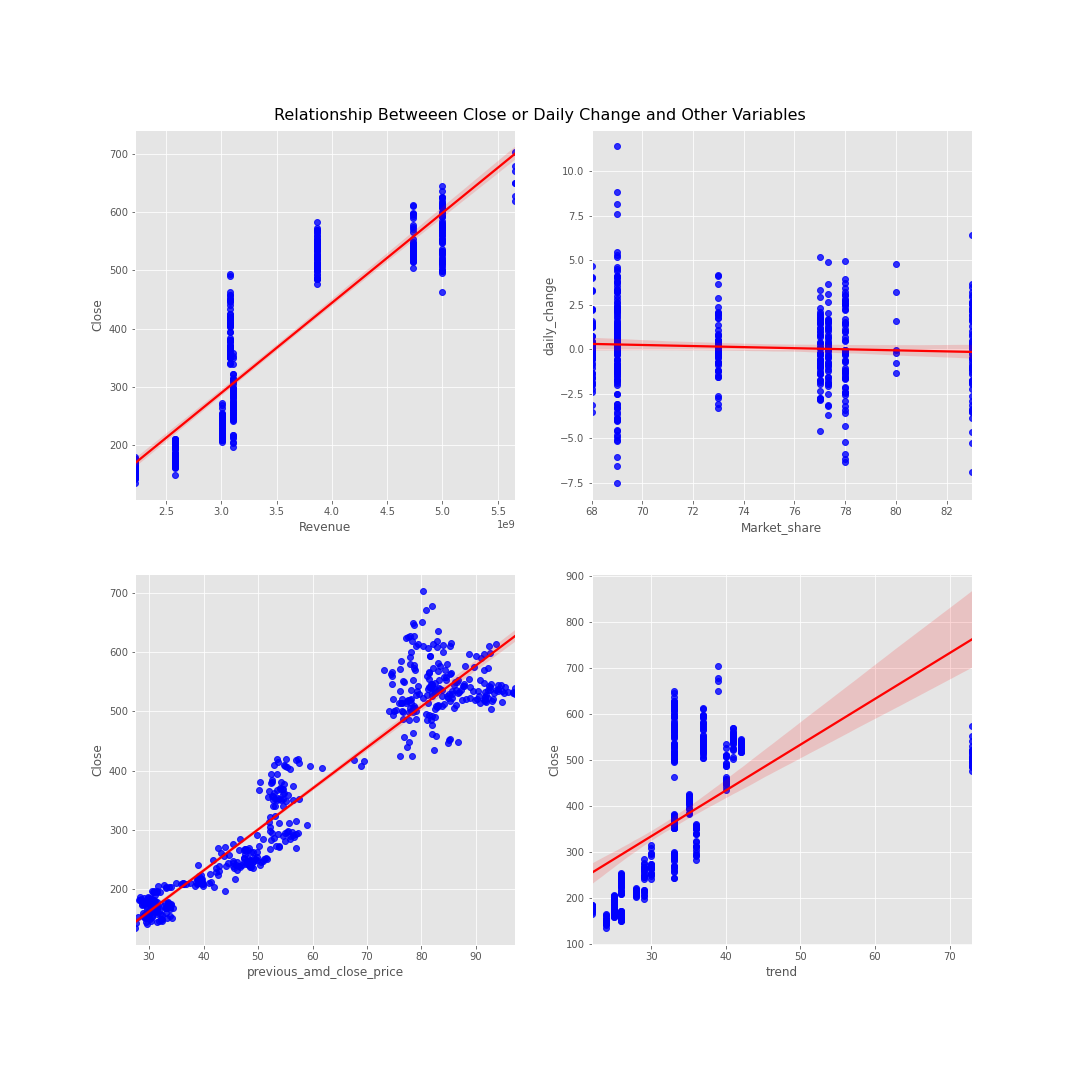 Relationship Betweeen Close or Daily Change and Other Variables
700
600
500
400
300
200
Close
2.5 3.0 3.5 4.0 4.5 5.0 5.5
1e9
Revenue
10.0
7.5
5.0
2.5
0.0
−2.5
−5.0
−7.5
daily_change
68 70 72 74 76 78 80 82
Market_share
700
600
500
400
300
200
Close
30 40 50 60 70 80 90
previous_amd_close_price
900
800
700
600
500
400
300
200
100
Close
30 40 50 60 70
trend